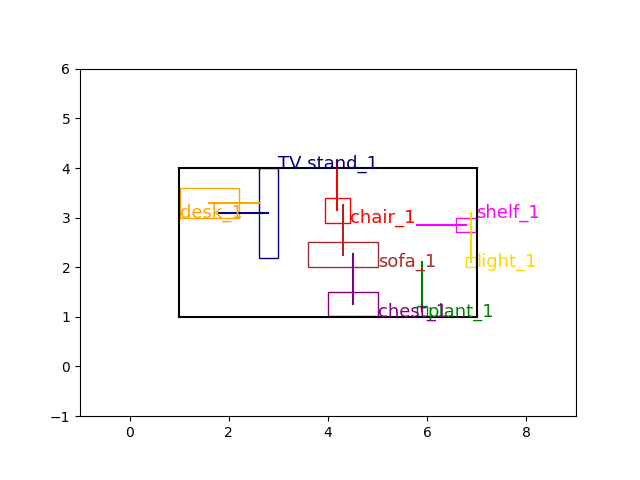 6
5
4
3
2
1
0
−1
TV stand_1
desk_1
chair_1
shelf_1
sofa_1
light_1
chest_1
plant_1
0 2 4 6 8